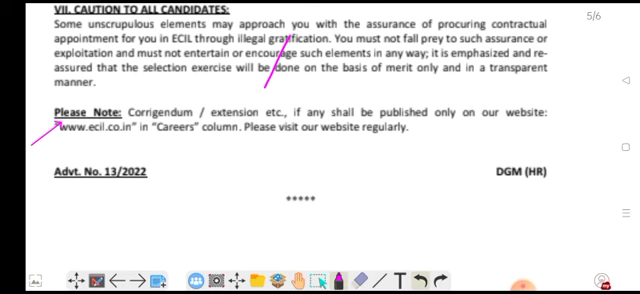 VII. CAUTION TO ALL CANDIDATES:
Some unscrupulous elements may approach you with the assurance of procuring contractual
appointment for you in ECIL through illegal gratification. You must not fall prey to such assurance or
exploitation and must not entertain or encourage such elements in any way; it is emphasized and re-
assured that the selection exercise will be done on the basis of merit only and in a transparent
manner.
Please Note: Corrigendum / extension etc., if any shall be published only on our website:
"www.ecil.co.in" in "Careers" column. Please visit our website regularly.
Advt. No. 13/2022 DGM (HR)
*****
5/6
T